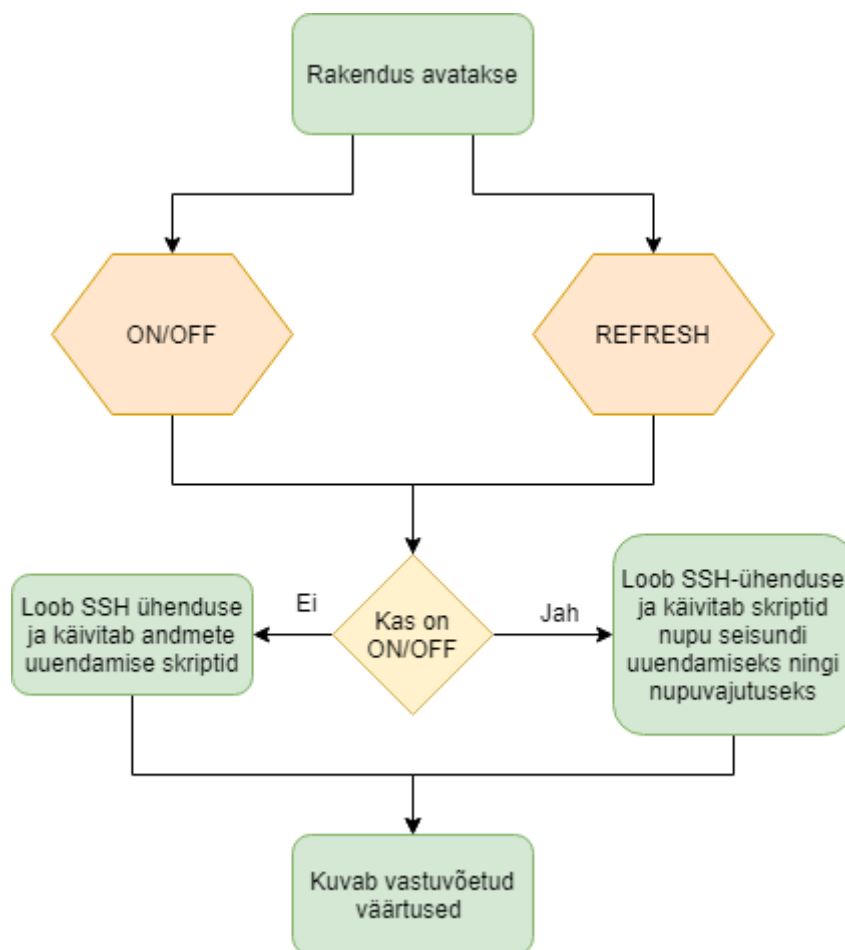 Rakendus avatakse
ON/OFF
REFRESH
Loob SSH ühenduse
ja käivitab andmete
uuendamise skriptid
Ei
Kas on
ON/OFF
Jah
Loob SSH-ühenduse
ja käivitab skriptid
nupu seisundi
uuendamiseks ningi
nupuvajutuseks
Kuvab vastuvõetud
väärtused